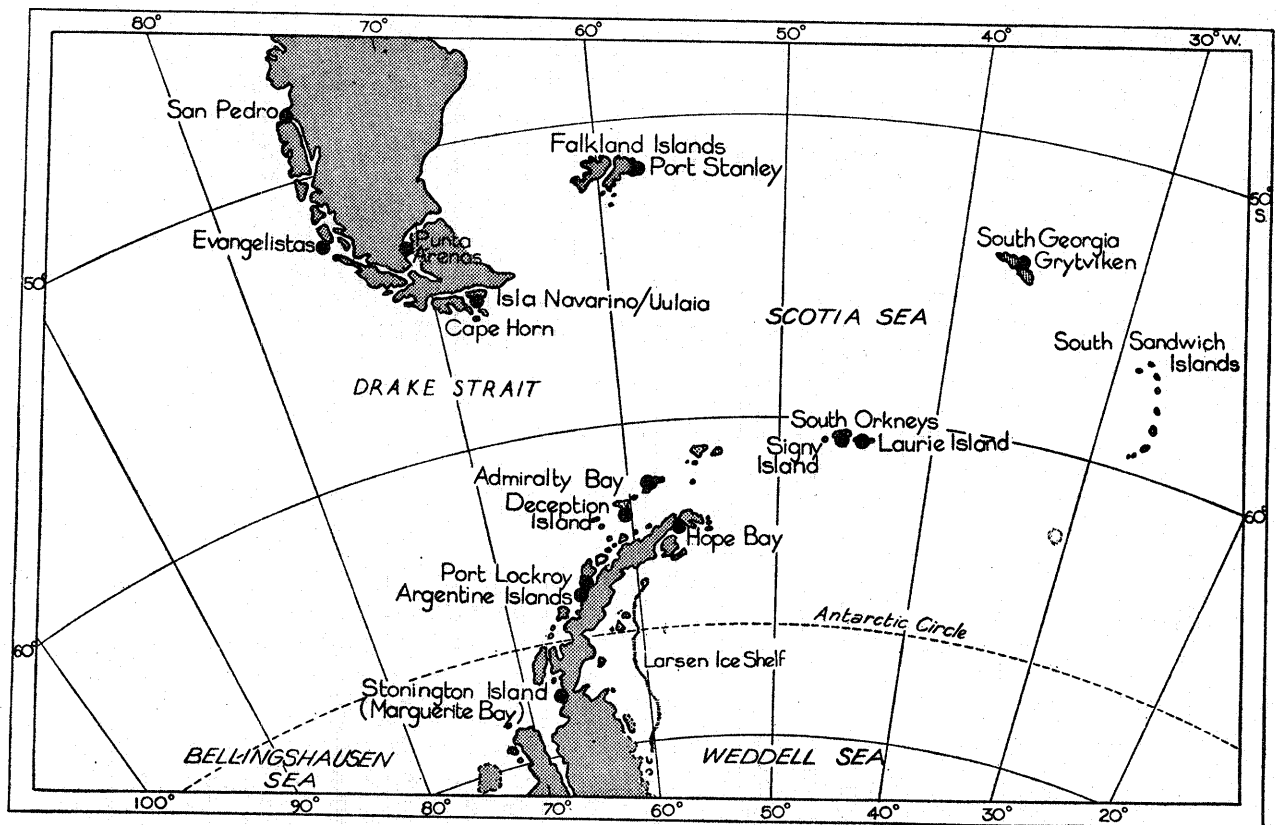 80° 70° 60° 50° 40° 30° W.
San Pedro
Falkland Islands
Port Stanley
50°
S.
Evangelistas
Punta
Arenas
South Georgia
Grytviken
50°
Isla Navarino/Uulaia
Cape Horn
SCOTIA SEA
South Sandwich
Islands
DRAKE STRAIT
South Orkneys
Signy
Island
Laurie Island
Admiralty Bay
Deception
Island
60°
Hope Bay
Port Lockroy
Argentine Islands
Antarctic Circle
60°
Larsen Ice Shelf
Stonington Island
(Marguerite Bay)
BELLINGSHAUSEN
SEA
WEDDELL SEA
100° 90° 80° 70° 60° 50° 40° 30° 20°